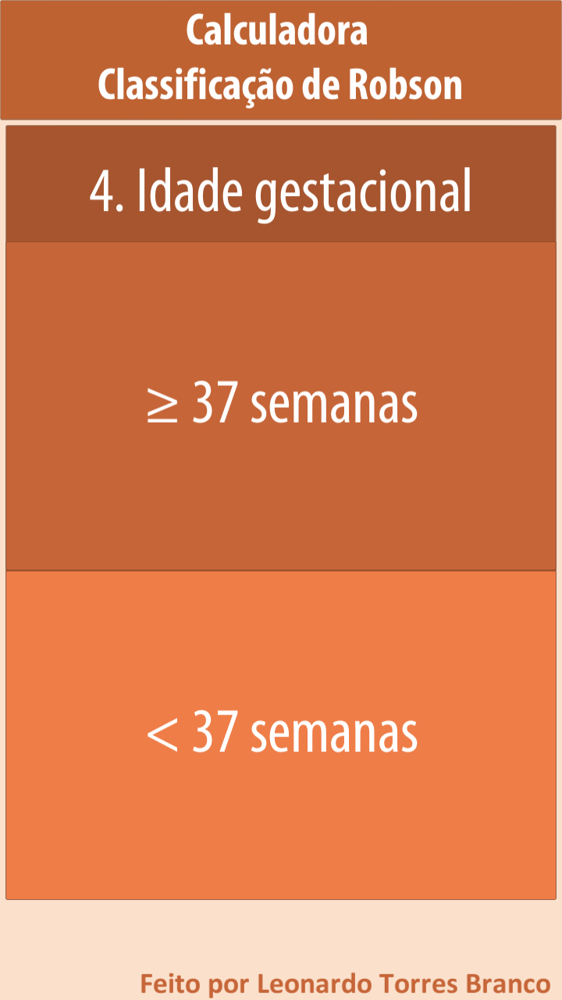 Calculadora
Classificação de Robson
4. Idade gestacional
≥ 37 semanas
< 37 semanas
Feito por Leonardo Torres Branco